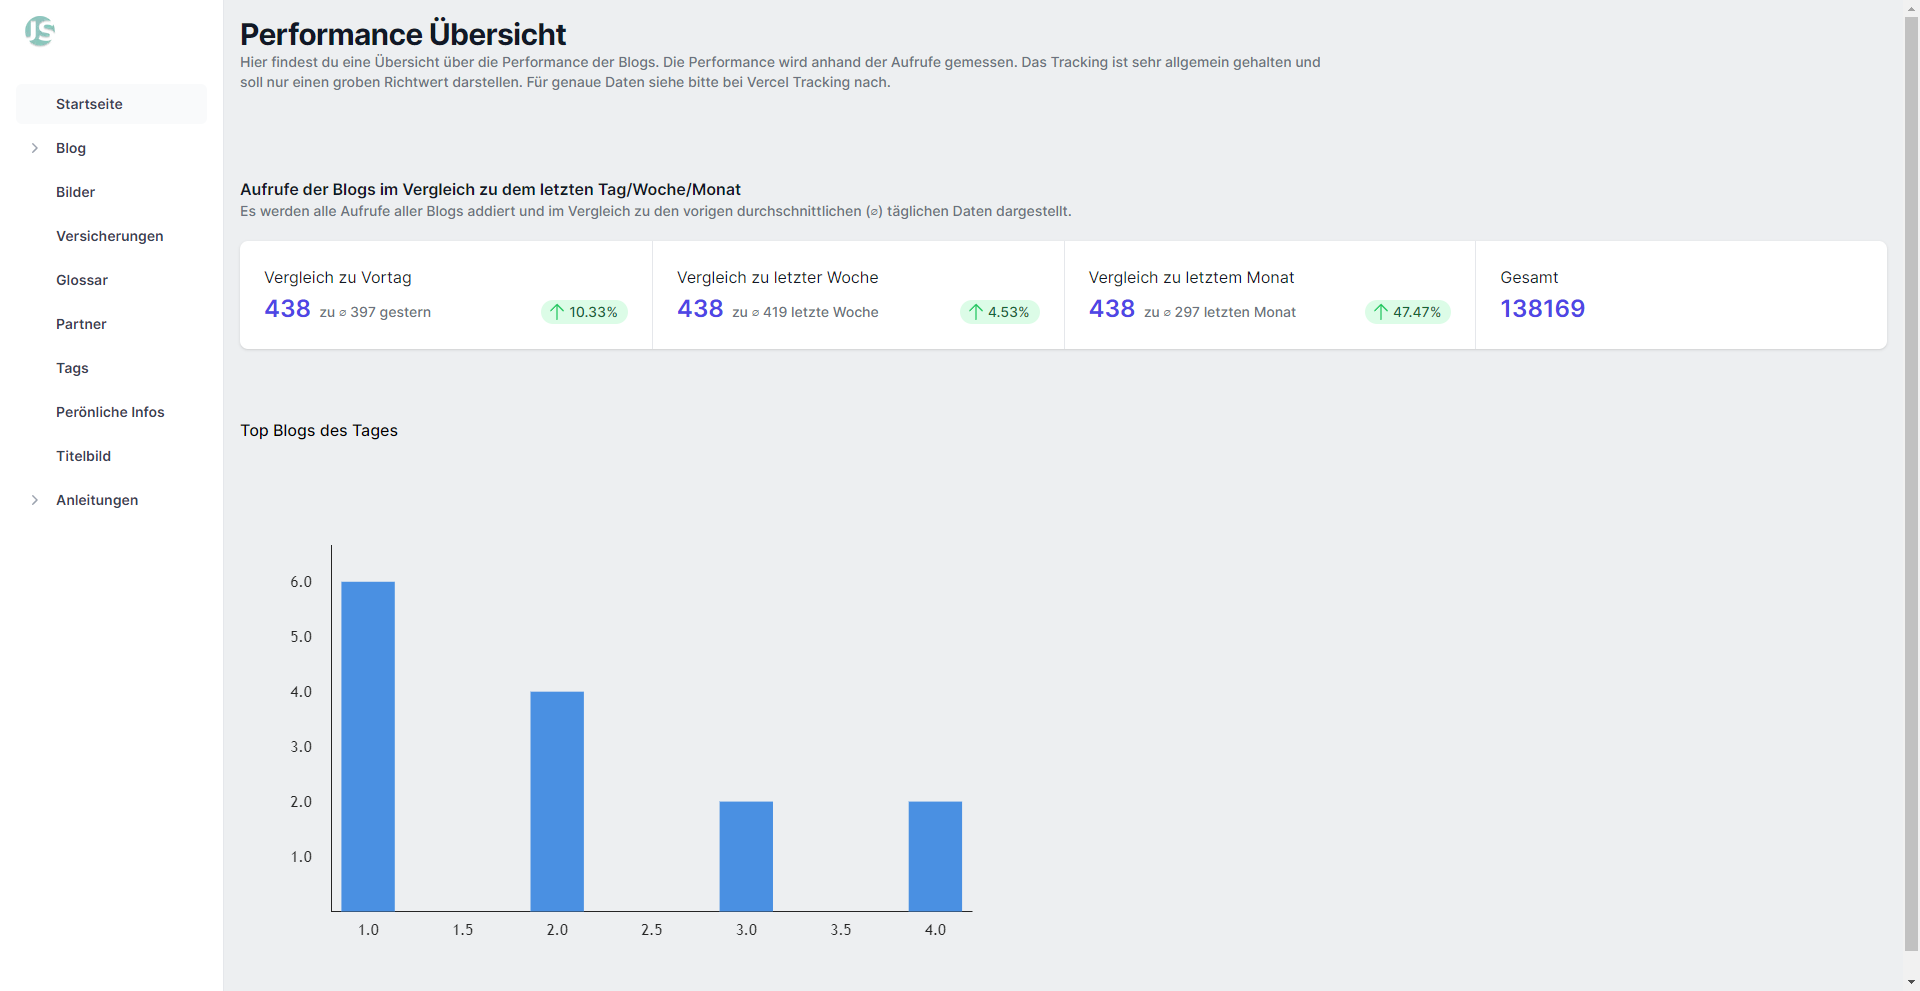 JS
Startseite
Blog
Bilder
Versicherungen
Glossar
Partner
Tags
Perönliche Infos
Titelbild
Anleitungen
Performance Übersicht
Hier findest du eine Übersicht über die Performance der Blogs. Die Performance wird anhand der Aufrufe gemessen. Das Tracking ist sehr allgemein gehalten und
soll nur einen groben Richtwert darstellen. Für genaue Daten siehe bitte bei Vercel Tracking nach.
Aufrufe der Blogs im Vergleich zu dem letzten Tag/Woche/Monat
Es werden alle Aufrufe aller Blogs addiert und im Vergleich zu den vorigen durchschnittlichen (⌀) täglichen Daten dargestellt.
Vergleich zu Vortag
438 zu ⌀ 397 gestern
10.33%
Vergleich zu letzter Woche
438 zu ⌀ 419 letzte Woche
4.53%
Vergleich zu letztem Monat
438 zu ⌀ 297 letzten Monat
47.47%
Gesamt
138169
Top Blogs des Tages
6.0
5.0
4.0
3.0
2.0
1.0
1.0 1.5 2.0 2.5 3.0 3.5 4.0